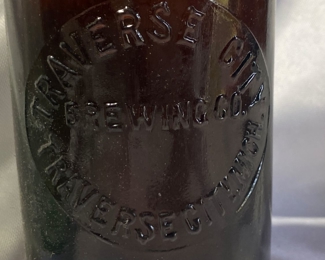 TRAVERSE CITY
BREWING CO.
TRAVERSE CITY, MICH.